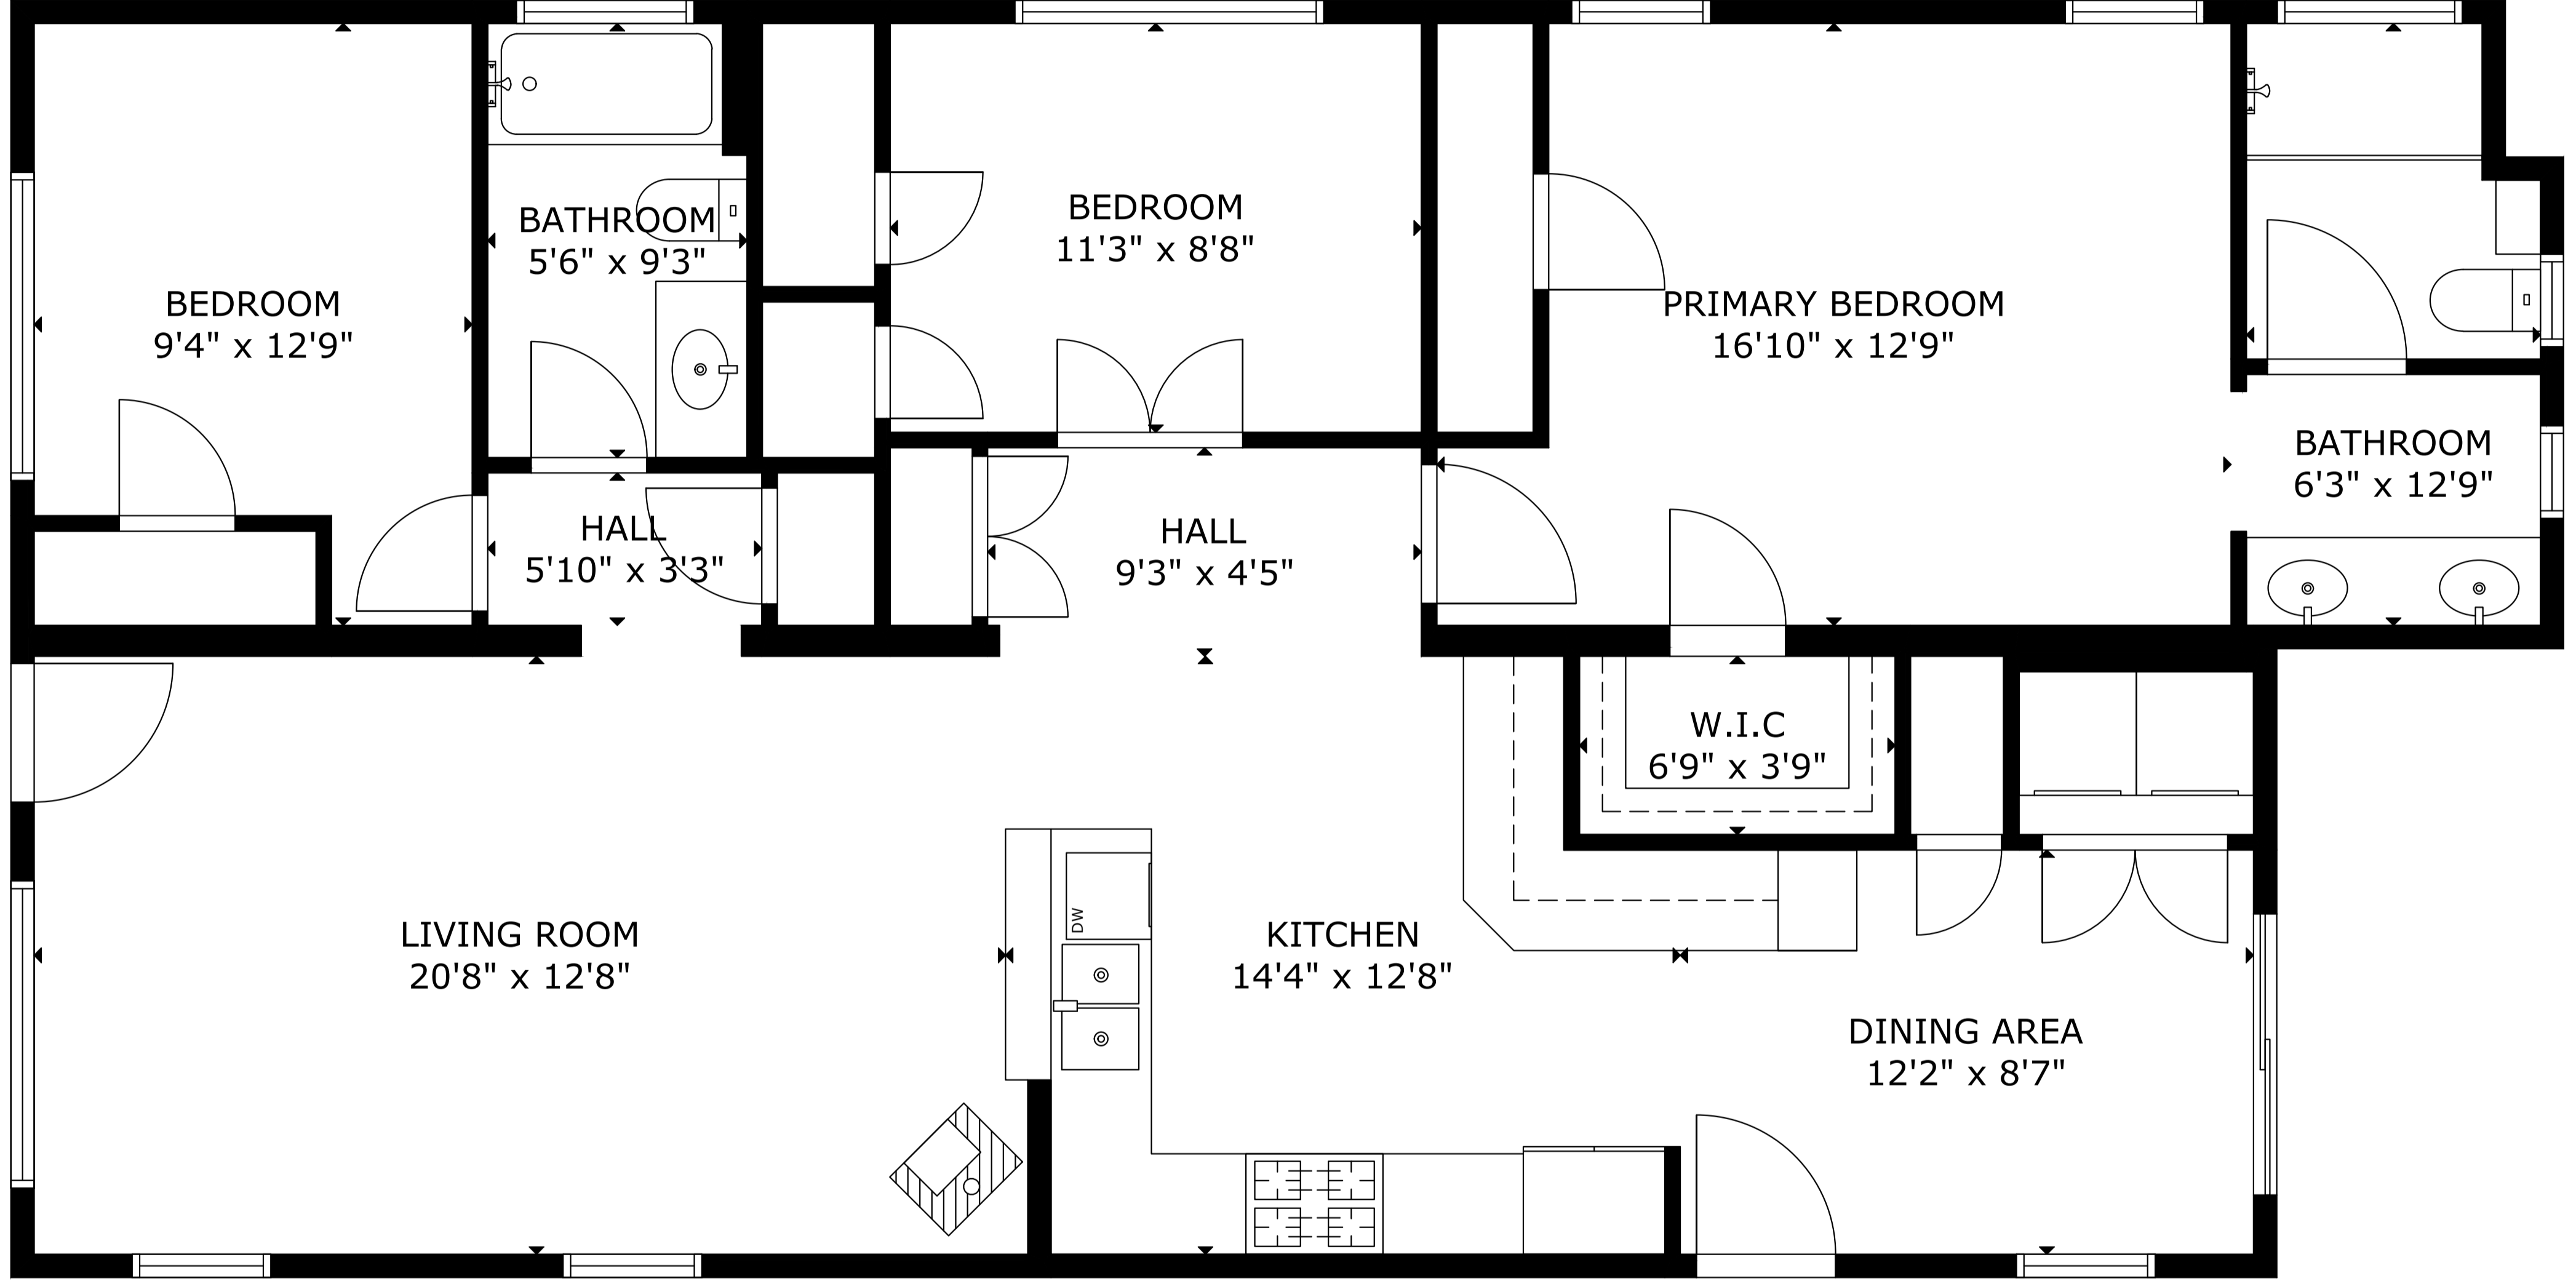 BEDROOM
9'4" x 12'9"
BATHROOM
5'6" x 9'3"
BEDROOM
11'3" x 8'8"
PRIMARY BEDROOM
16'10" x 12'9"
BATHROOM
6'3" x 12'9"
HALL
5'10" x 3'3"
HALL
9'3" x 4'5"
W.I.C
6'9" x 3'9"
LIVING ROOM
20'8" x 12'8"
DW
KITCHEN
14'4" x 12'8"
DINING AREA
12'2" x 8'7"